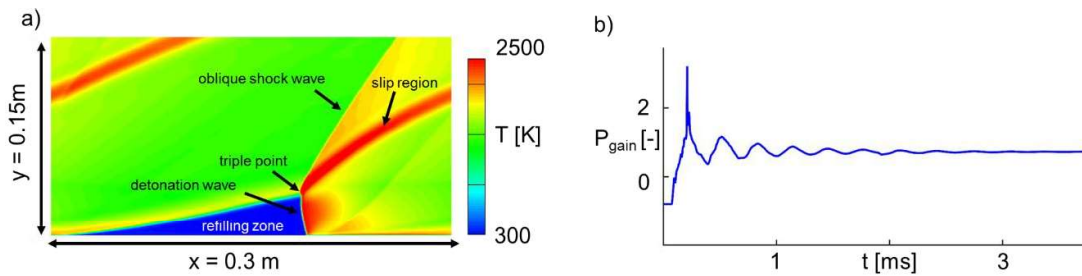 a)
y = 0.15m
oblique shock wave
slip region
triple point
detonation wave
refilling zone
x = 0.3 m
2500
T [K]
300
b)
2
P_gain [-]
0
1
t [ms]
3